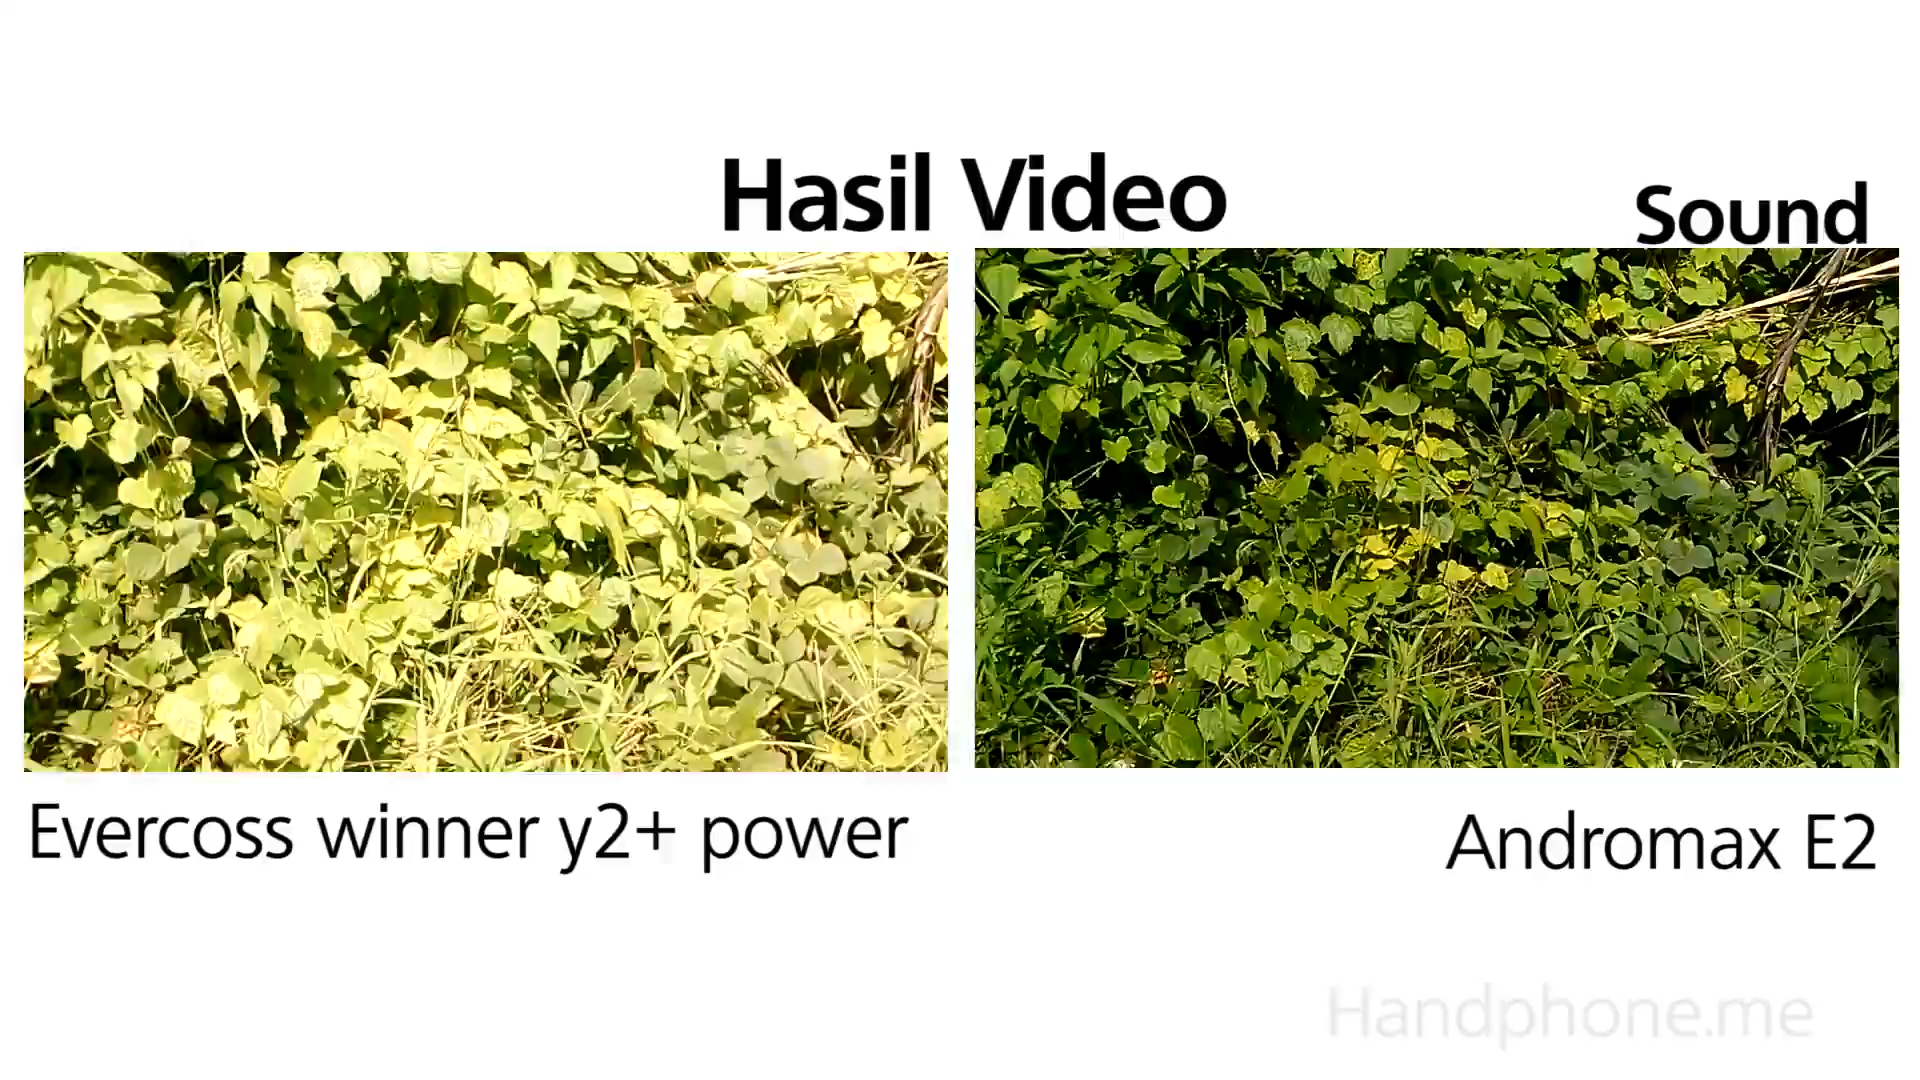 Hasil Video
Sound
Evercoss winner y2+ power
Andromax E2
Handphone.me